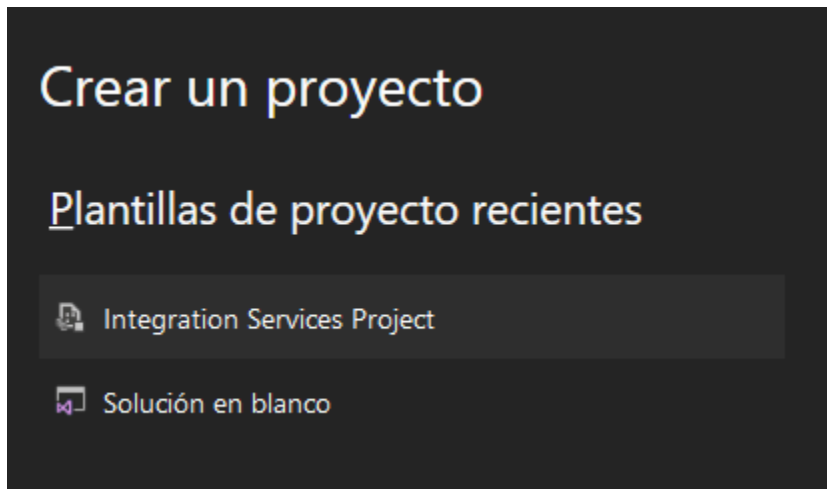 Crear un proyecto
Plantillas de proyecto recientes
Integration Services Project
Solución en blanco